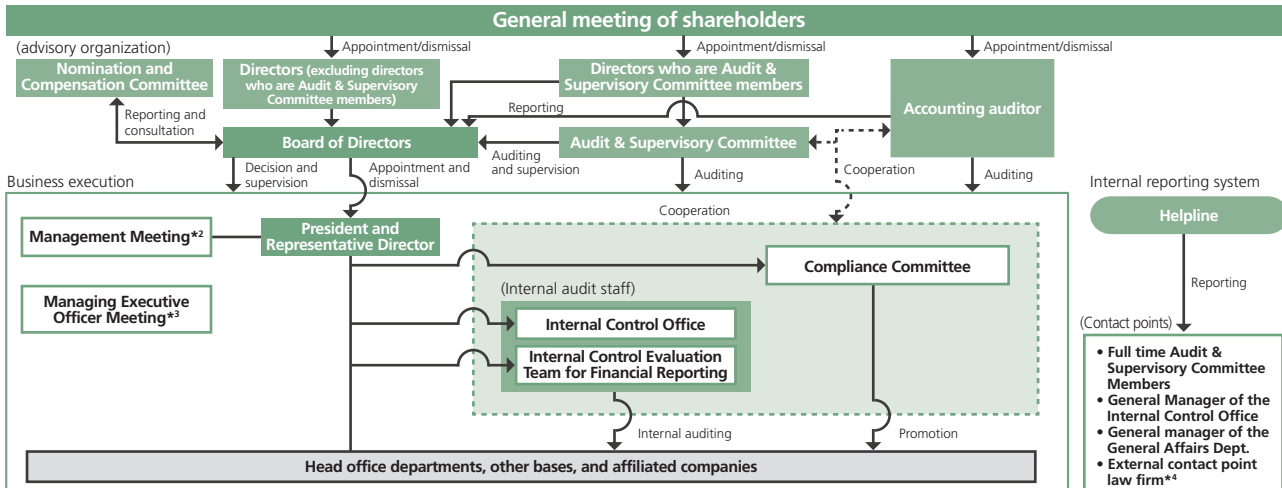 General meeting of shareholders
(advisory organization)
Appointment/dismissal
Appointment/dismissal
Appointment/dismissal
Nomination and
Compensation Committee
Directors (excluding directors
who are Audit & Supervisory
Committee members)
Directors who are Audit &
Supervisory Committee members
Accounting auditor
Reporting and
consultation
Reporting
Board of Directors
Audit & Supervisory Committee
Decision and
supervision
Appointment and
dismissal
Auditing
and supervision
Auditing
Cooperation
Auditing
Business execution
Cooperation
Management Meeting*2
President and
Representative Director
Compliance Committee
Managing Executive
Officer Meeting*3
(Internal audit staff)
Internal Control Office
Internal Control Evaluation
Team for Financial Reporting
Internal auditing
Promotion
Head office departments, other bases, and affiliated companies
Internal reporting system
Helpline
Reporting
(Contact points)
• Full time Audit &
Supervisory Committee
Members
• General Manager of the
Internal Control Office
• General manager of the
General Affairs Dept.
• External contact point
law firm*4